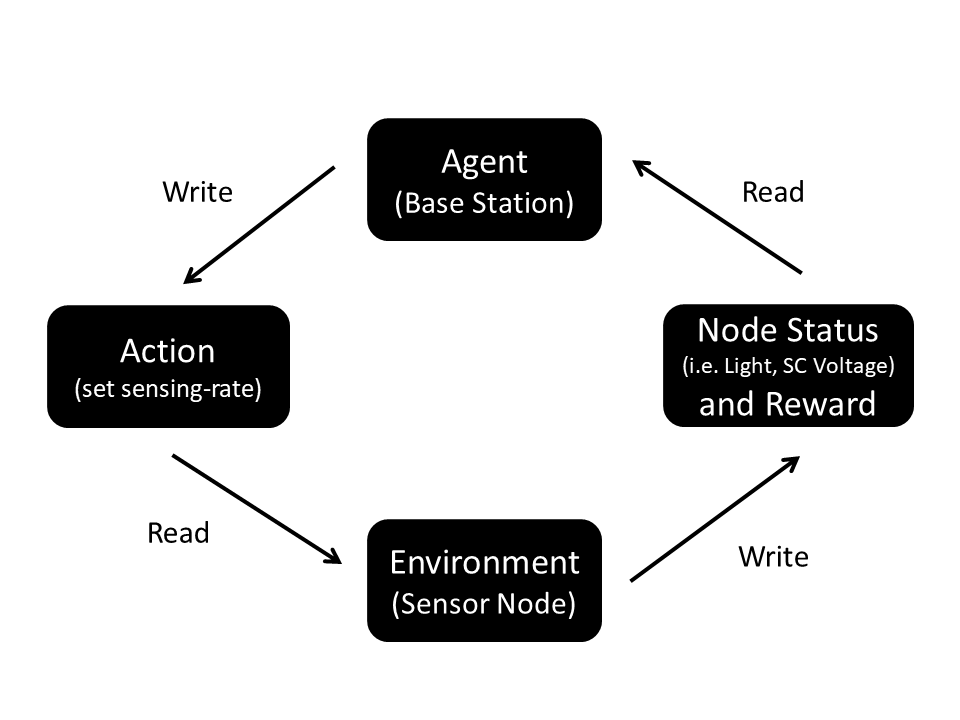 Agent
(Base Station)
Write
Read
Action
(set sensing-rate)
Node Status
(i.e. Light, SC Voltage)
and Reward
Read
Write
Environment
(Sensor Node)